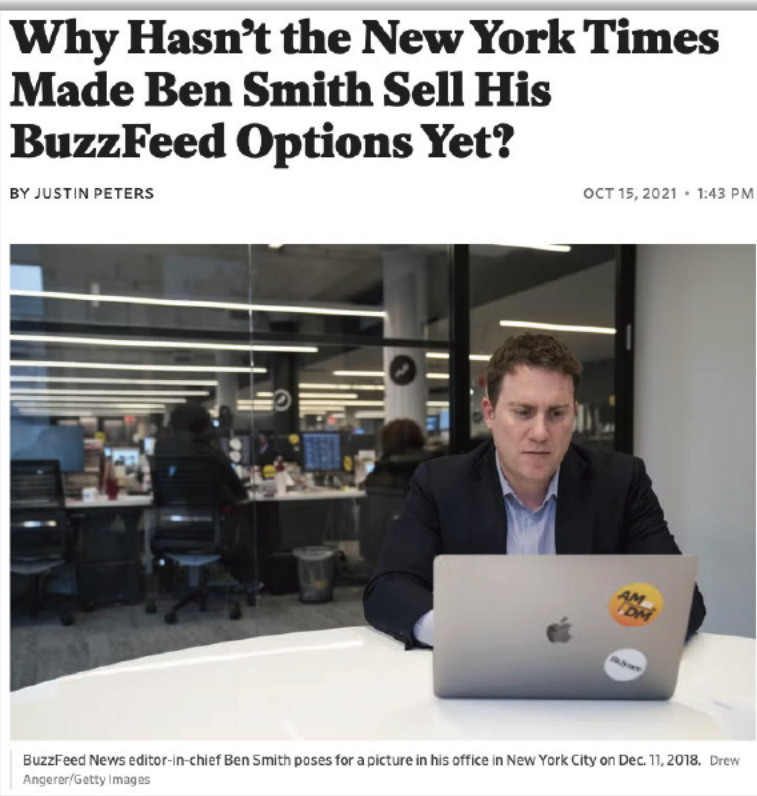 Why Hasn’t the New York Times
Made Ben Smith Sell His
BuzzFeed Options Yet?
BY JUSTIN PETERS
OCT 15, 2021 • 1:43 PM
AM
DM
BuzzFeed News editor-in-chief Ben Smith poses for a picture in his office in New York City on Dec. 11, 2018. Drew
Angerer/Getty Images